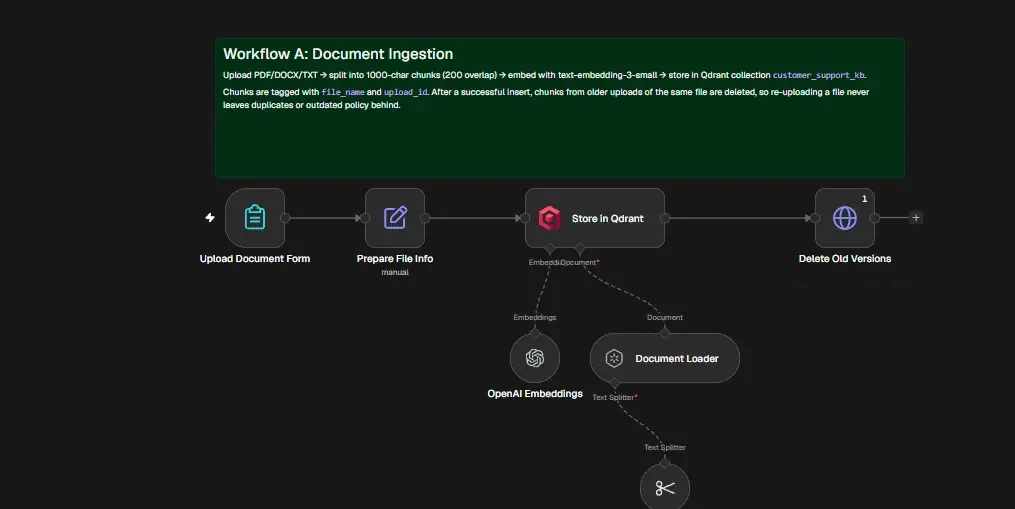 Workflow A: Document Ingestion
Upload PDF/DOCX/TXT → split into 1000-char chunks (200 overlap) → embed with text-embedding-3-small → store in Qdrant collection customer_support_kb.
Chunks are tagged with file_name and upload_id. After a successful insert, chunks from older uploads of the same file are deleted, so re-uploading a file never
leaves duplicates or outdated policy behind.
1
Store in Qdrant
Upload Document Form
Prepare File Info
manual
Delete Old Versions
Embeddi
Document*
Embeddings
Document
Document Loader
OpenAI Embeddings
Text Splitter*
Text Splitter